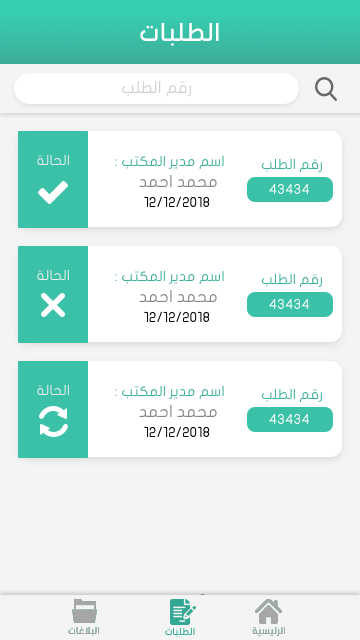 الطلبات
رقم الطلب
رقم الطلب
43434
اسم مدير المكتب :
محمد احمد
12/12/2018
الحالة
رقم الطلب
43434
اسم مدير المكتب :
محمد احمد
12/12/2018
الحالة
رقم الطلب
43434
اسم مدير المكتب :
محمد احمد
12/12/2018
الحالة
الرئيسية
الطلبات
البلاغات